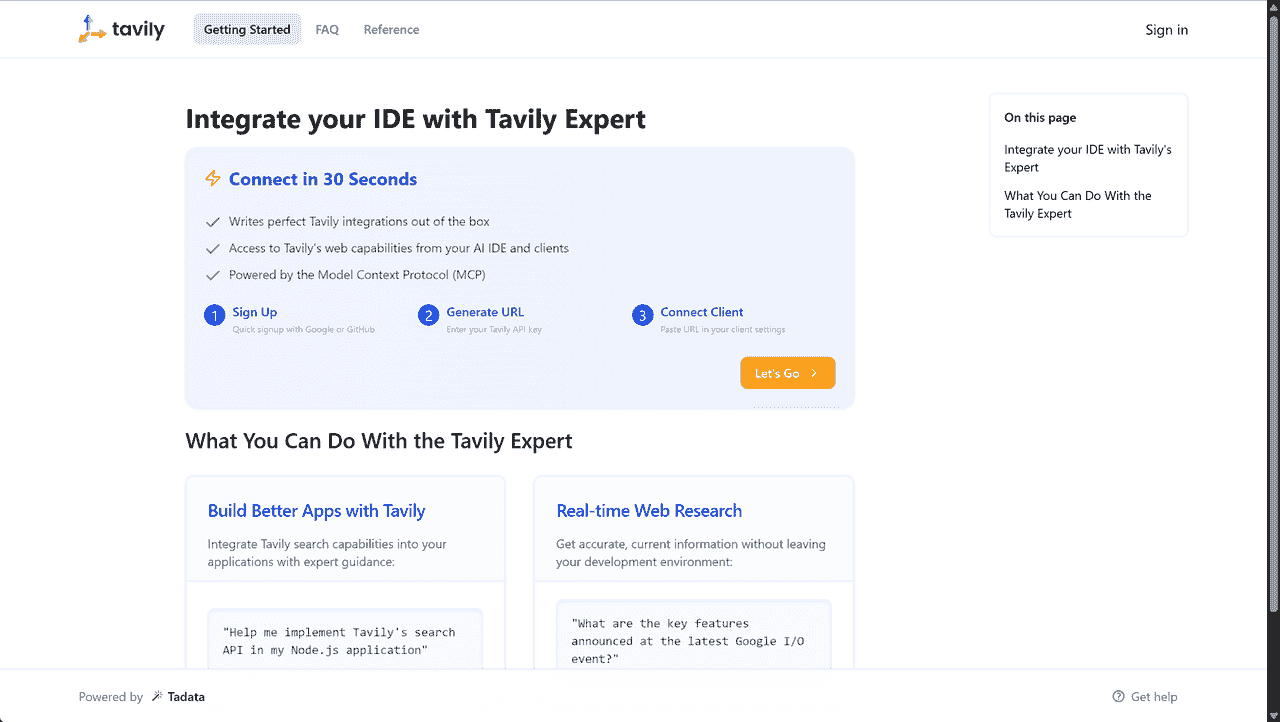 tavily
Getting Started
FAQ
Reference
Sign in
Integrate your IDE with Tavily Expert
Connect in 30 Seconds
Writes perfect Tavily integrations out of the box
Access to Tavily's web capabilities from your AI IDE and clients
Powered by the Model Context Protocol (MCP)
1 Sign Up
Quick signup with Google or GitHub
2 Generate URL
Enter your Tavily API key
3 Connect Client
Paste URL in your client settings
Let's Go
On this page
Integrate your IDE with Tavily's
Expert
What You Can Do With the
Tavily Expert
What You Can Do With the Tavily Expert
Build Better Apps with Tavily
Integrate Tavily search capabilities into your
applications with expert guidance:
"Help me implement Tavily's search
API in my Node.js application"
Real-time Web Research
Get accurate, current information without leaving
your development environment:
"What are the key features
announced at the latest Google I/O
event?"
Powered by Tadata
Get help